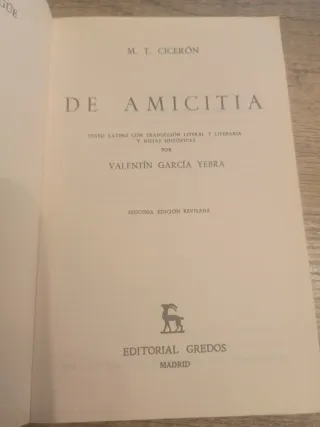 M. T. CICERÓN
DE AMICITIA
TEXTO LATINO CON TRADUCCIÓN LITERAL Y LITERARIA
Y NOTAS HISTÓRICAS
POR
VALENTÍN GARCÍA YEBRA
SEGUNDA EDICIÓN REVISADA
EDITORIAL GREDOS
MADRID